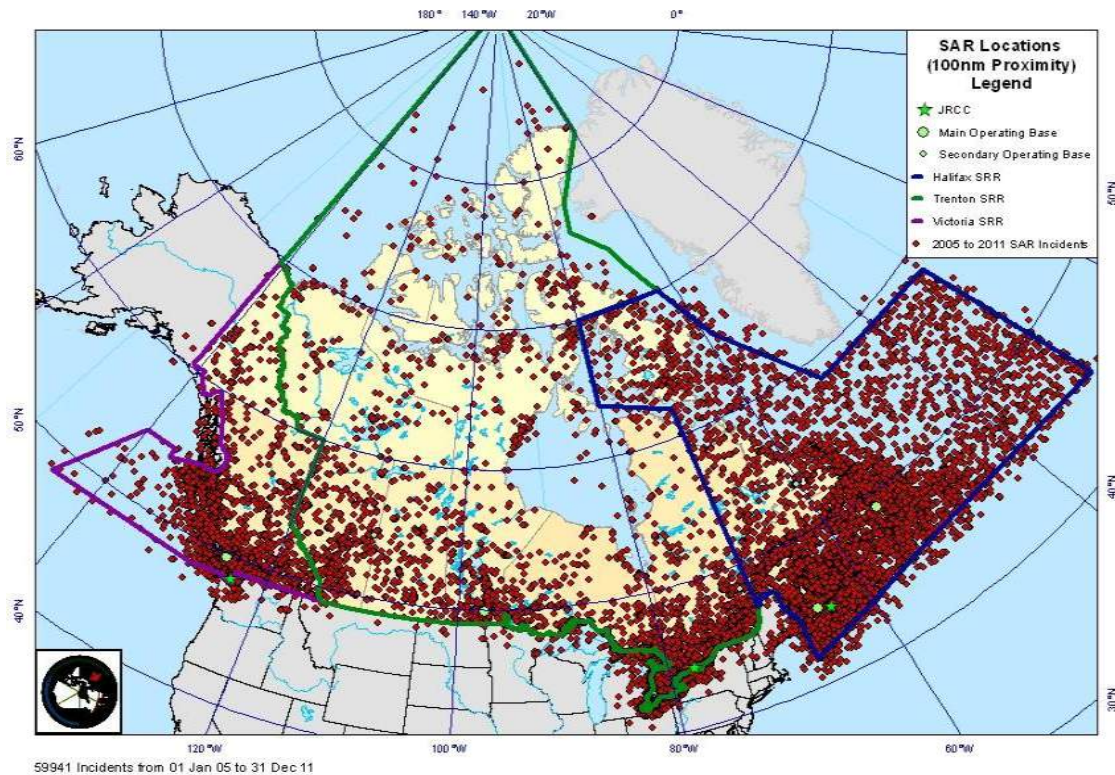 180° 140°W 20°W 0°
SAR Locations
(100nm Proximity)
Legend
JRCC
Main Operating Base
Secondary Operating Base
Halifax SRR
Trenton SRR
Victoria SRR
2005 to 2011 SAR Incidents
60°N
60°N
50°N
40°N
40°N
30°N
120°W 100°W 80°W 60°W
59941 Incidents from 01 Jan 05 to 31 Dec 11